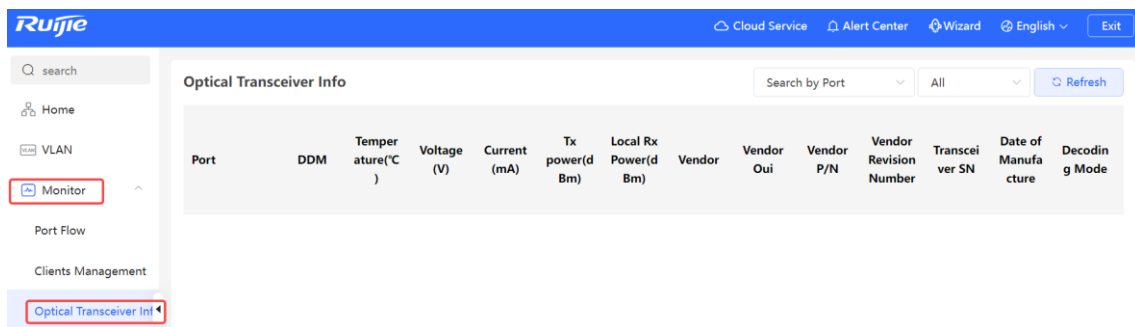 Ruijie
Cloud Service Alert Center Wizard English Exit
search
Home
VLAN
Monitor
Port Flow
Clients Management
Optical Transceiver Inf
Optical Transceiver Info
Search by Port All Refresh
Port
DDM
Temper
ature(℃
)
Voltage
(V)
Current
(mA)
Tx
power(d
Bm)
Local Rx
Power(d
Bm)
Vendor
Vendor
Oui
Vendor
P/N
Vendor
Revision
Number
Transcei
ver SN
Date of
Manufa
cture
Decodin
g Mode